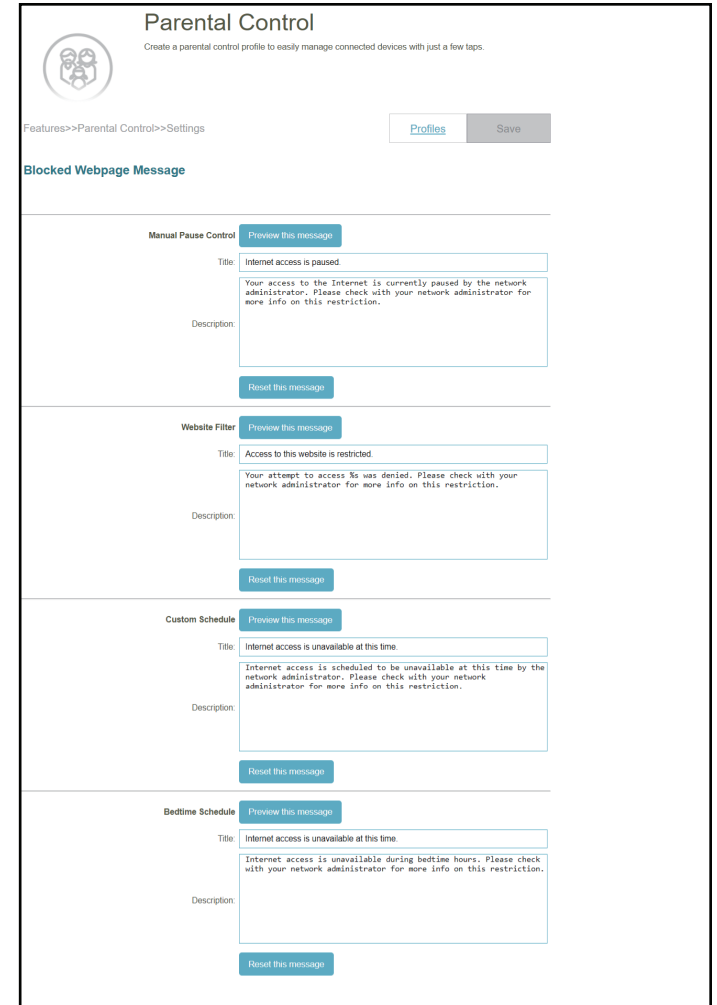 Parental Control
Create a parental control profile to easily manage connected devices with just a few taps.
Features>>Parental Control>>Settings
Profiles
Save
Blocked Webpage Message
Manual Pause Control
Preview this message
Title:
Internet access is paused.
Description:
Your access to the Internet is currently paused by the network
administrator. Please check with your network administrator for
more info on this restriction.
Reset this message
Website Filter
Preview this message
Title:
Access to this website is restricted.
Description:
Your attempt to access %s was denied. Please check with your
network administrator for more info on this restriction.
Reset this message
Custom Schedule
Preview this message
Title:
Internet access is unavailable at this time.
Description:
Internet access is scheduled to be unavailable at this time by the
network administrator. Please check with your network
administrator for more info on this restriction.
Reset this message
Bedtime Schedule
Preview this message
Title:
Internet access is unavailable at this time.
Description:
Internet access is unavailable during bedtime hours. Please check
with your network administrator for more info on this restriction.
Reset this message